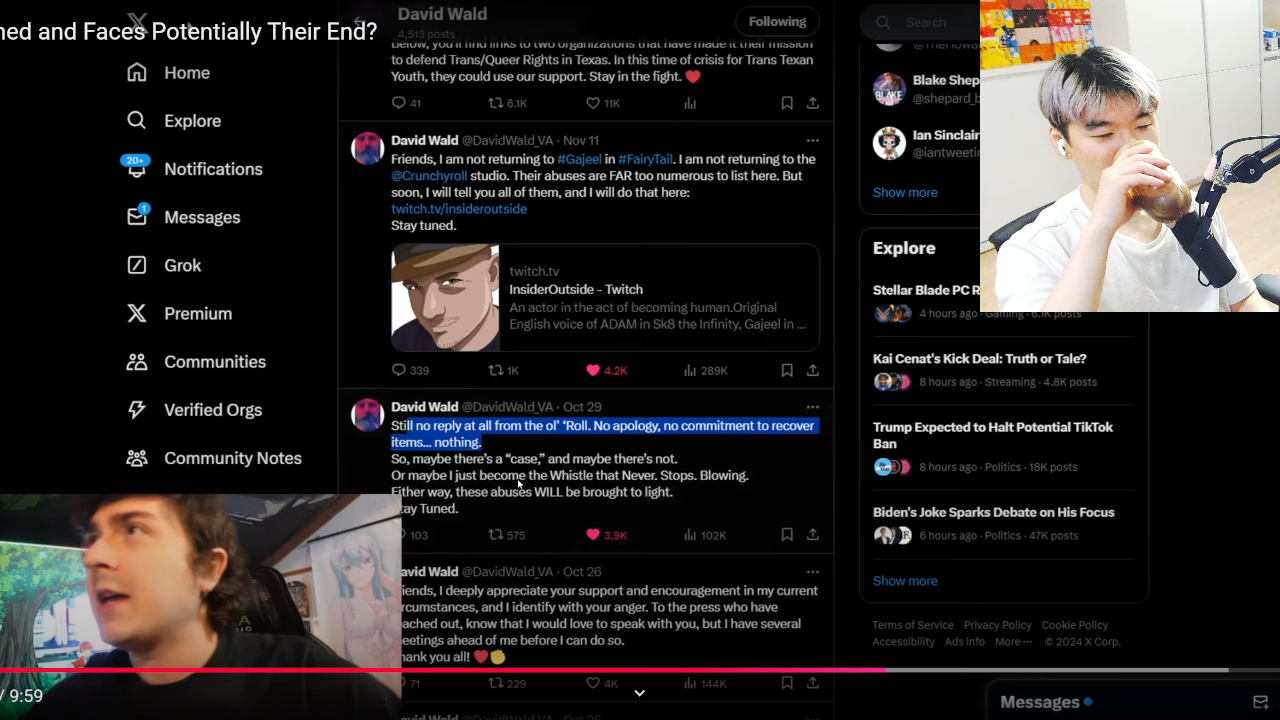 ned and Faces Potentially Their End?
Home
Explore
20+
Notifications
1
Messages
Grok
Premium
Communities
Verified Orgs
Community Notes
/ 9:59
David Wald
4,513 posts
Following
Below, you'll find links to two organizations that have made it their mission
to defend Trans/Queer Rights in Texas. In this time of crisis for Trans Texan
Youth, they could use our support. Stay in the fight. ❤️
41 6.1K 11K
David Wald @DavidWald_VA · Nov 11
Friends, I am not returning to #Gajeel in #FairyTail. I am not returning to the
@Crunchyroll studio. Their abuses are FAR too numerous to list here. But
soon, I will tell you all of them, and I will do that here:
twitch.tv/insideroutside
Stay tuned.
twitch.tv
InsiderOutside - Twitch
An actor in the act of becoming human.Original
English voice of ADAM in Sk8 the Infinity, Gajeel in ...
339 1K 4.2K 289K
David Wald @DavidWald_VA · Oct 29
Still no reply at all from the ol' 'Roll. No apology, no commitment to recover
items... nothing.
So, maybe there's a "case," and maybe there's not.
Or maybe I just become the Whistle that Never. Stops. Blowing.
Either way, these abuses WILL be brought to light.
tay Tuned.
103 575 3.9K 102K
avid Wald @DavidWald_VA · Oct 26
iends, I deeply appreciate your support and encouragement in my current
rcumstances, and I identify with your anger. To the press who have
ached out, know that I would love to speak with you, but I have several
eetings ahead of me before I can do so.
hank you all! ❤️✊
71 229 4K 144K
Search
BLAKE
Blake Shep
@shepard_b
Ian Sinclair
@iantweetin
Show more
Explore
Stellar Blade PC R
4 hours ago · Gaming · 6.1K posts
Kai Cenat's Kick Deal: Truth or Tale?
8 hours ago · Streaming · 4.8K posts
Trump Expected to Halt Potential TikTok
Ban
8 hours ago · Politics · 18K posts
Biden's Joke Sparks Debate on His Focus
6 hours ago · Politics · 47K posts
Show more
Terms of Service Privacy Policy Cookie Policy
Accessibility Ads info More ··· © 2024 X Corp.
Messages